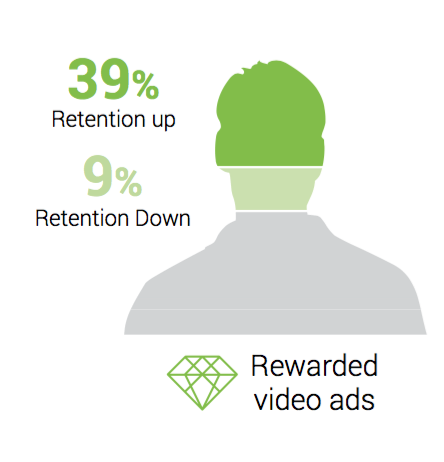 39%
Retention up
9%
Retention Down
Rewarded
video ads